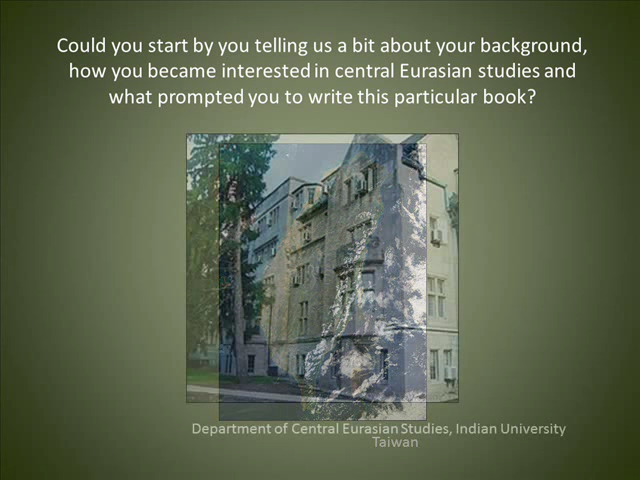 Could you start by you telling us a bit about your background,
how you became interested in central Eurasian studies and
what prompted you to write this particular book?
Department of Central Eurasian Studies, Indian University
Taiwan